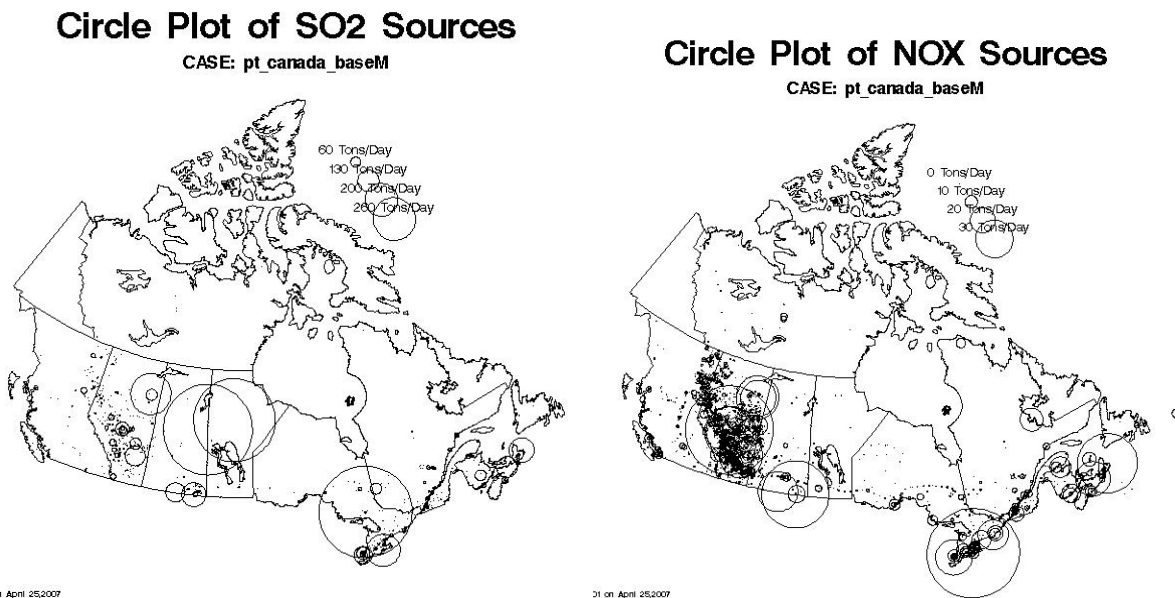 Circle Plot of SO2 Sources
CASE: pt_canada_baseM
60 Tons/Day
130 Tons/Day
200 Tons/Day
260 Tons/Day
April 25,2007
Circle Plot of NOX Sources
CASE: pt_canada_baseM
0 Tons/Day
10 Tons/Day
20 Tons/Day
30 Tons/Day
01 on April 25,2007